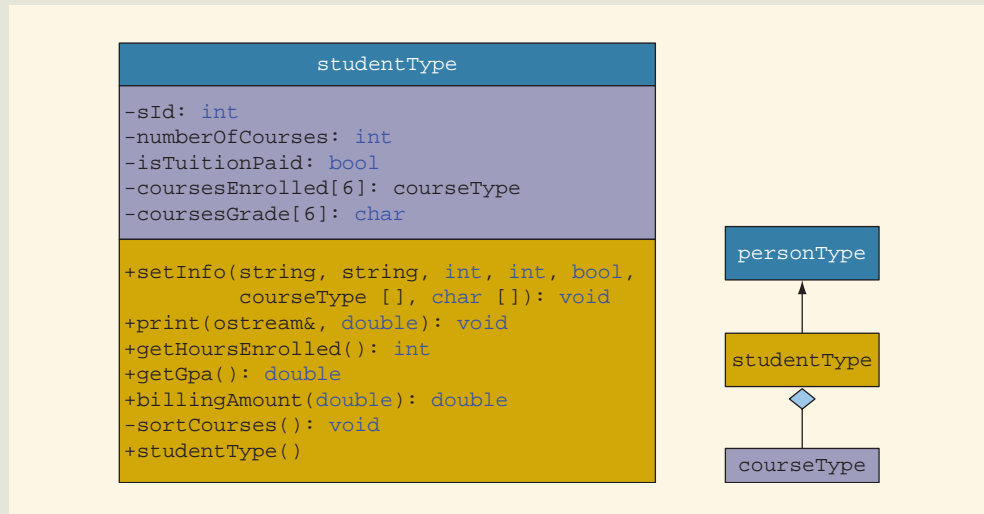 studentType
-sId: int
-numberOfCourses: int
-isTuitionPaid: bool
-coursesEnrolled[6]: courseType
-coursesGrade[6]: char
+setInfo(string, string, int, int, bool,
courseType [], char []): void
+print(ostream&, double): void
+getHoursEnrolled(): int
+getGpa(): double
+billingAmount(double): double
-sortCourses(): void
+studentType()
personType
studentType
courseType